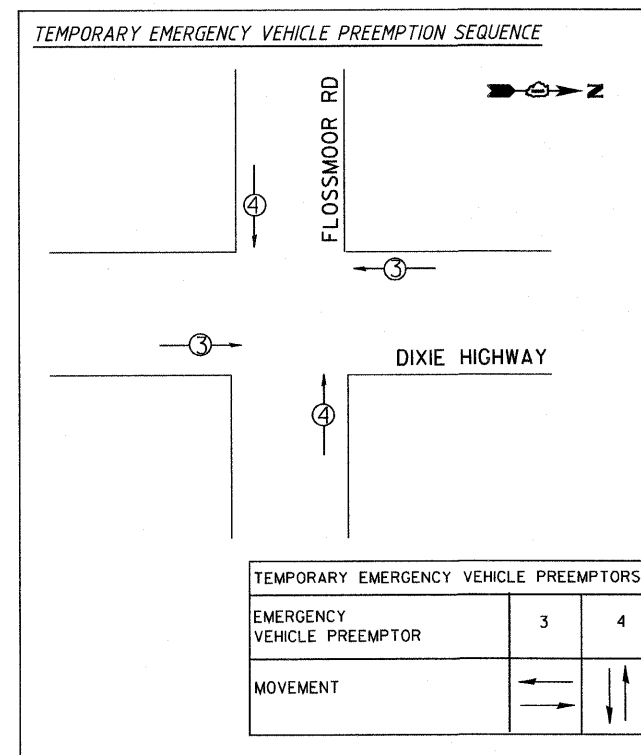 TEMPORARY EMERGENCY VEHICLE PREEMPTION SEQUENCE
N
FLOSSMOOR RD
4
3
3
DIXIE HIGHWAY
4
TEMPORARY EMERGENCY VEHICLE PREEMPTORS
EMERGENCY
VEHICLE PREEMPTOR 3 4
MOVEMENT